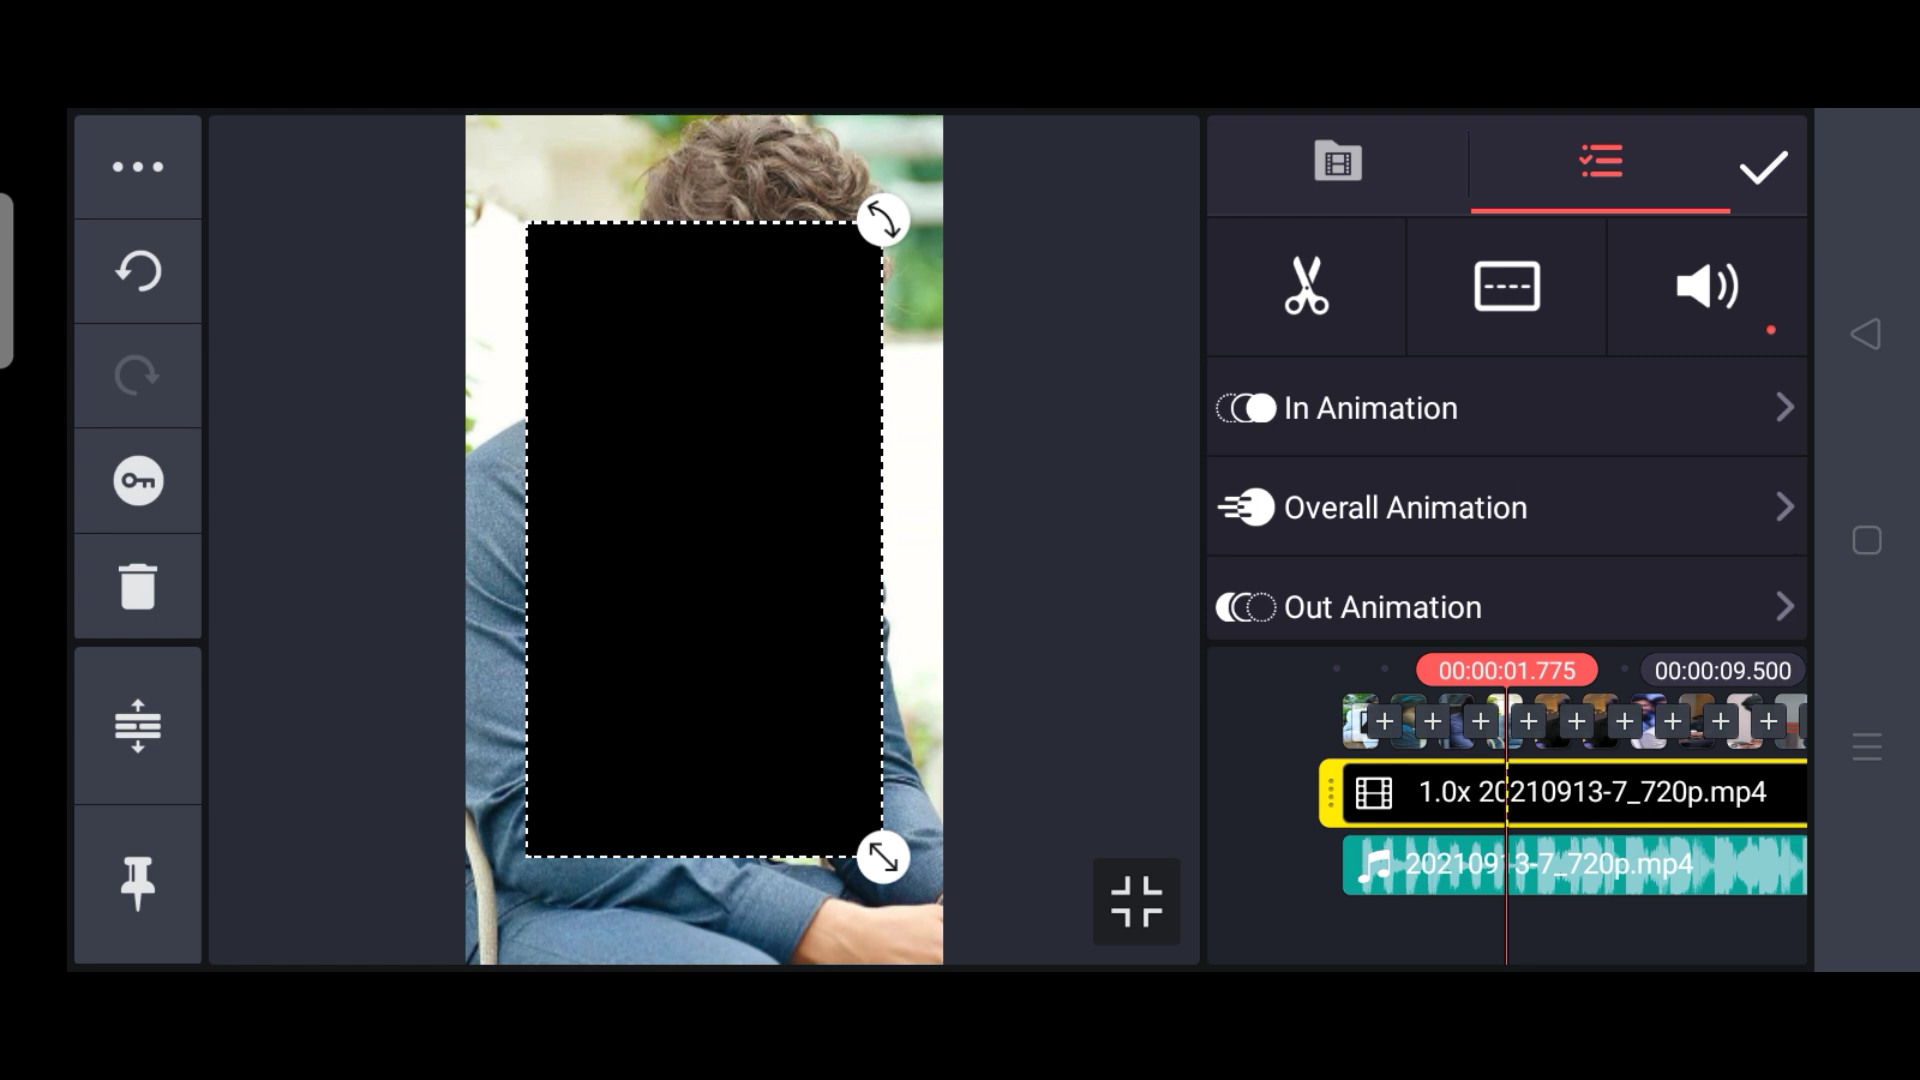 In Animation
Overall Animation
Out Animation
00:00:01.775
00:00:09.500
1.0x 20210913-7_720p.mp4
20210913-7_720p.mp4